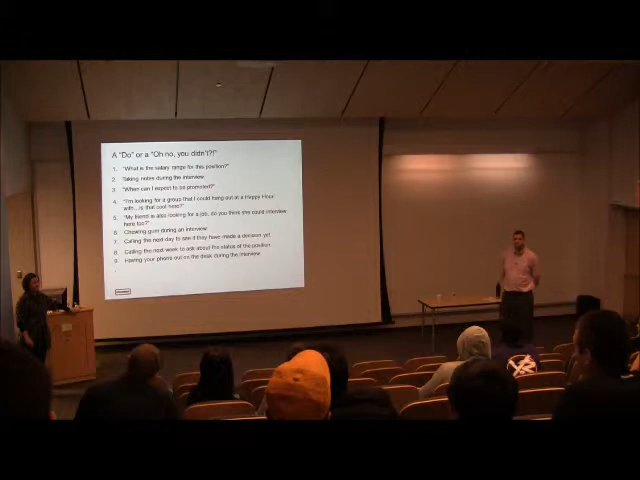 A "Do" or a "Oh no, you didn't?!"
1. "What is the salary range for this position?"
2. Taking notes during the interview
3. "When can I expect to be promoted?"
4. "I'm looking for a group that I could hang out at a Happy Hour
with...is that cool here?"
5. "My friend is also looking for a job, do you think she could interview
here too?"
6. Chewing gum during an interview
7. Calling the next day to see if they have made a decision yet
8. Calling the next week to ask about the status of the position
9. Having your phone out on the desk during the interview